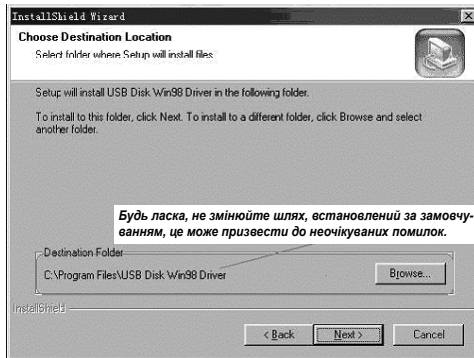 InstallShield Wizard
Choose Destination Location
Select folder where Setup will install files.
Setup will install USB Disk Win98 Driver in the following folder.
To install to this folder, click Next. To install to a different folder, click Browse and select
another folder.
Будь ласка, не змінюйте шлях, встановлений за замовчу-
ванням, це може призвести до неочікуваних помилок.
Destination Folder
C:\Program Files\USB Disk Win98 Driver
Browse...
InstallShield
< Back
Next >
Cancel